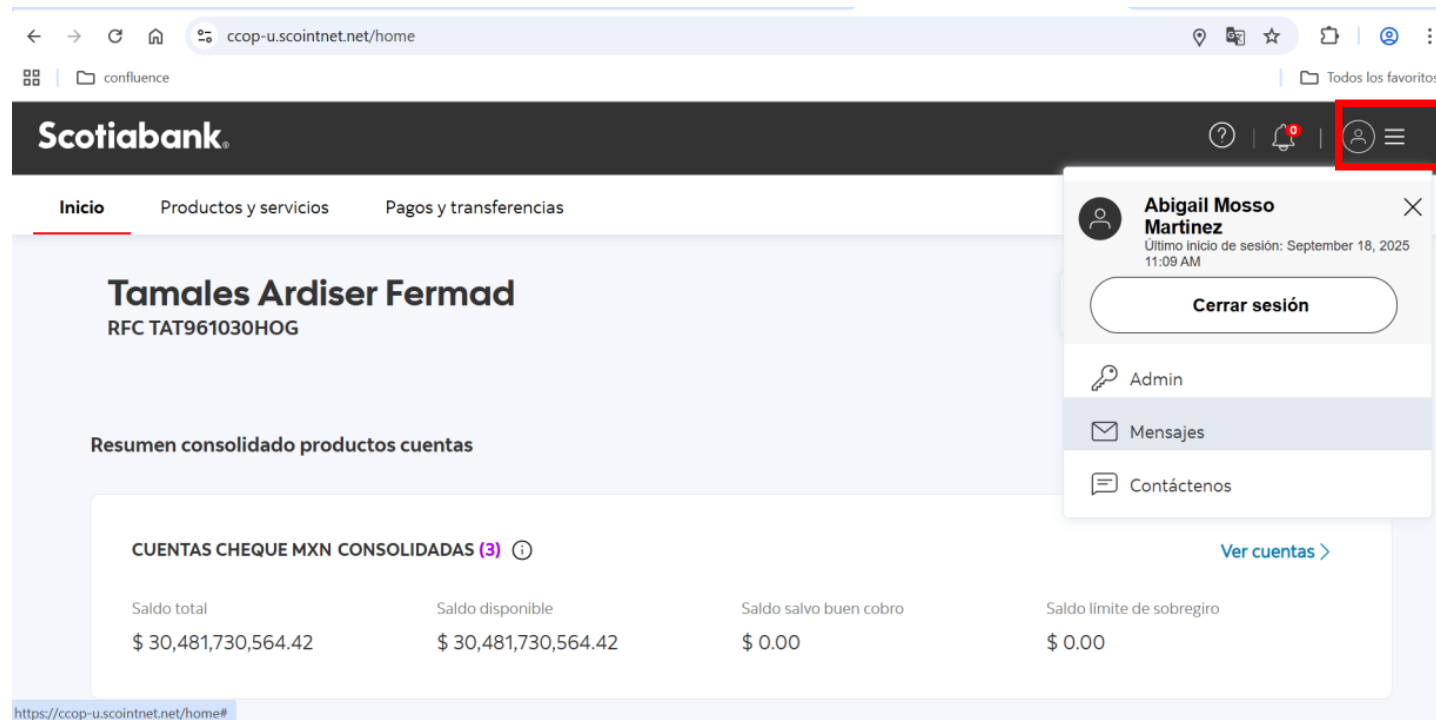 ccop-u.scointnet.net/home
confluence
Todos los favoritos
Scotiabank®
0
Inicio Productos y servicios Pagos y transferencias
Abigail Mosso
Martinez
Último inicio de sesión: September 18, 2025
11:09 AM
Cerrar sesión
Admin
Mensajes
Contáctenos
Tamales Ardiser Fermad
RFC TAT961030HOG
Resumen consolidado productos cuentas
CUENTAS CHEQUE MXN CONSOLIDADAS (3)
Ver cuentas
Saldo total Saldo disponible Saldo salvo buen cobro Saldo límite de sobregiro
$ 30,481,730,564.42 $ 30,481,730,564.42 $ 0.00 $ 0.00
https://ccop-u.scointnet.net/home#